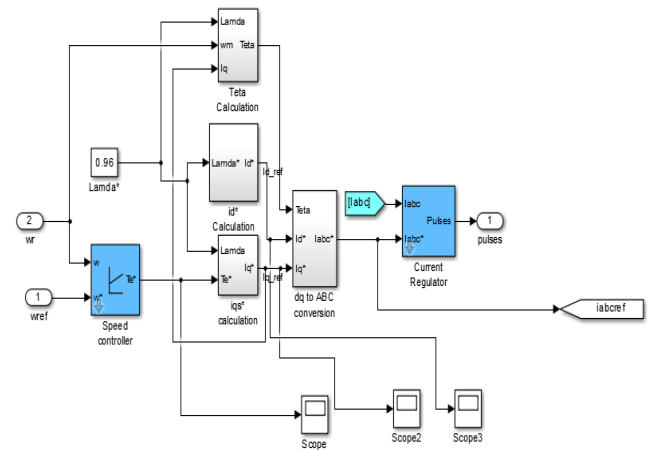 Lamda
wm
Teta
Iq
Teta
Calculation
0.96
Lamda*
Lamda*
Id*
Id_ref
id*
Calculation
2
wr
1
wref
w
w*
Te*
Speed
controller
Lamda
Te*
Iq*
Iq_ref
iqs*
calculation
Teta
Id*
Iq*
Iabc*
dq to ABC
conversion
[Iabc]
Iabc
Iabc*
Pulses
Current
Regulator
1
pulses
iabcref
Scope
Scope2
Scope3